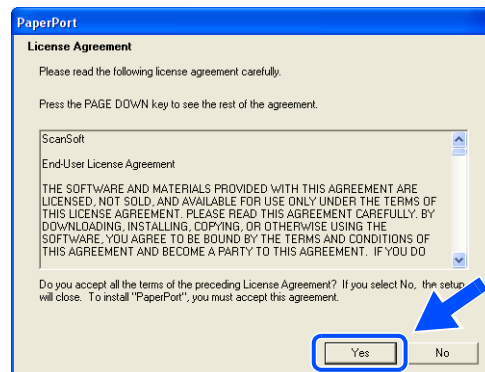 PaperPort
License Agreement
Please read the following license agreement carefully.
Press the PAGE DOWN key to see the rest of the agreement.
ScanSoft
End-User License Agreement
THE SOFTWARE AND MATERIALS PROVIDED WITH THIS AGREEMENT ARE
LICENSED, NOT SOLD, AND AVAILABLE FOR USE ONLY UNDER THE TERMS OF
THIS LICENSE AGREEMENT. PLEASE READ THIS AGREEMENT CAREFULLY. BY
DOWNLOADING, INSTALLING, COPYING, OR OTHERWISE USING THE
SOFTWARE, YOU AGREE TO BE BOUND BY THE TERMS AND CONDITIONS OF
THIS AGREEMENT AND BECOME A PARTY TO THIS AGREEMENT. IF YOU DO
Do you accept all the terms of the preceding License Agreement? If you select No, the setup
will close. To install "PaperPort", you must accept this agreement.
Yes
No